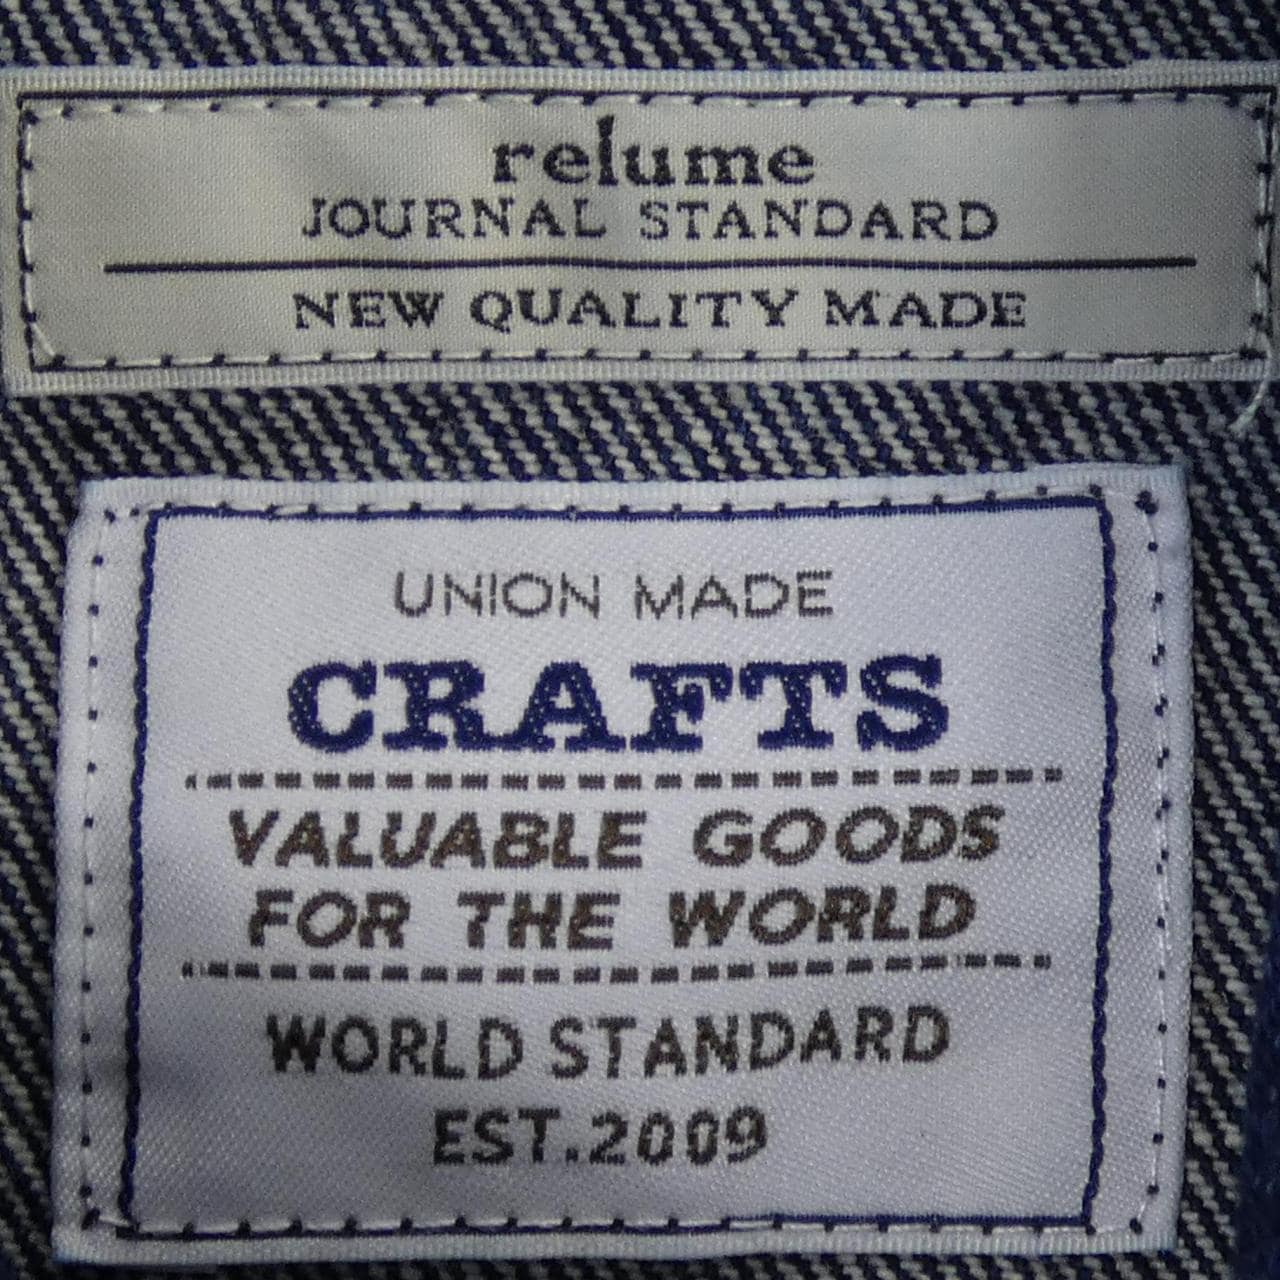 relume
JOURNAL STANDARD
NEW QUALITY MADE
UNION MADE
CRAFTS
VALUABLE GOODS
FOR THE WORLD
WORLD STANDARD
EST.2009